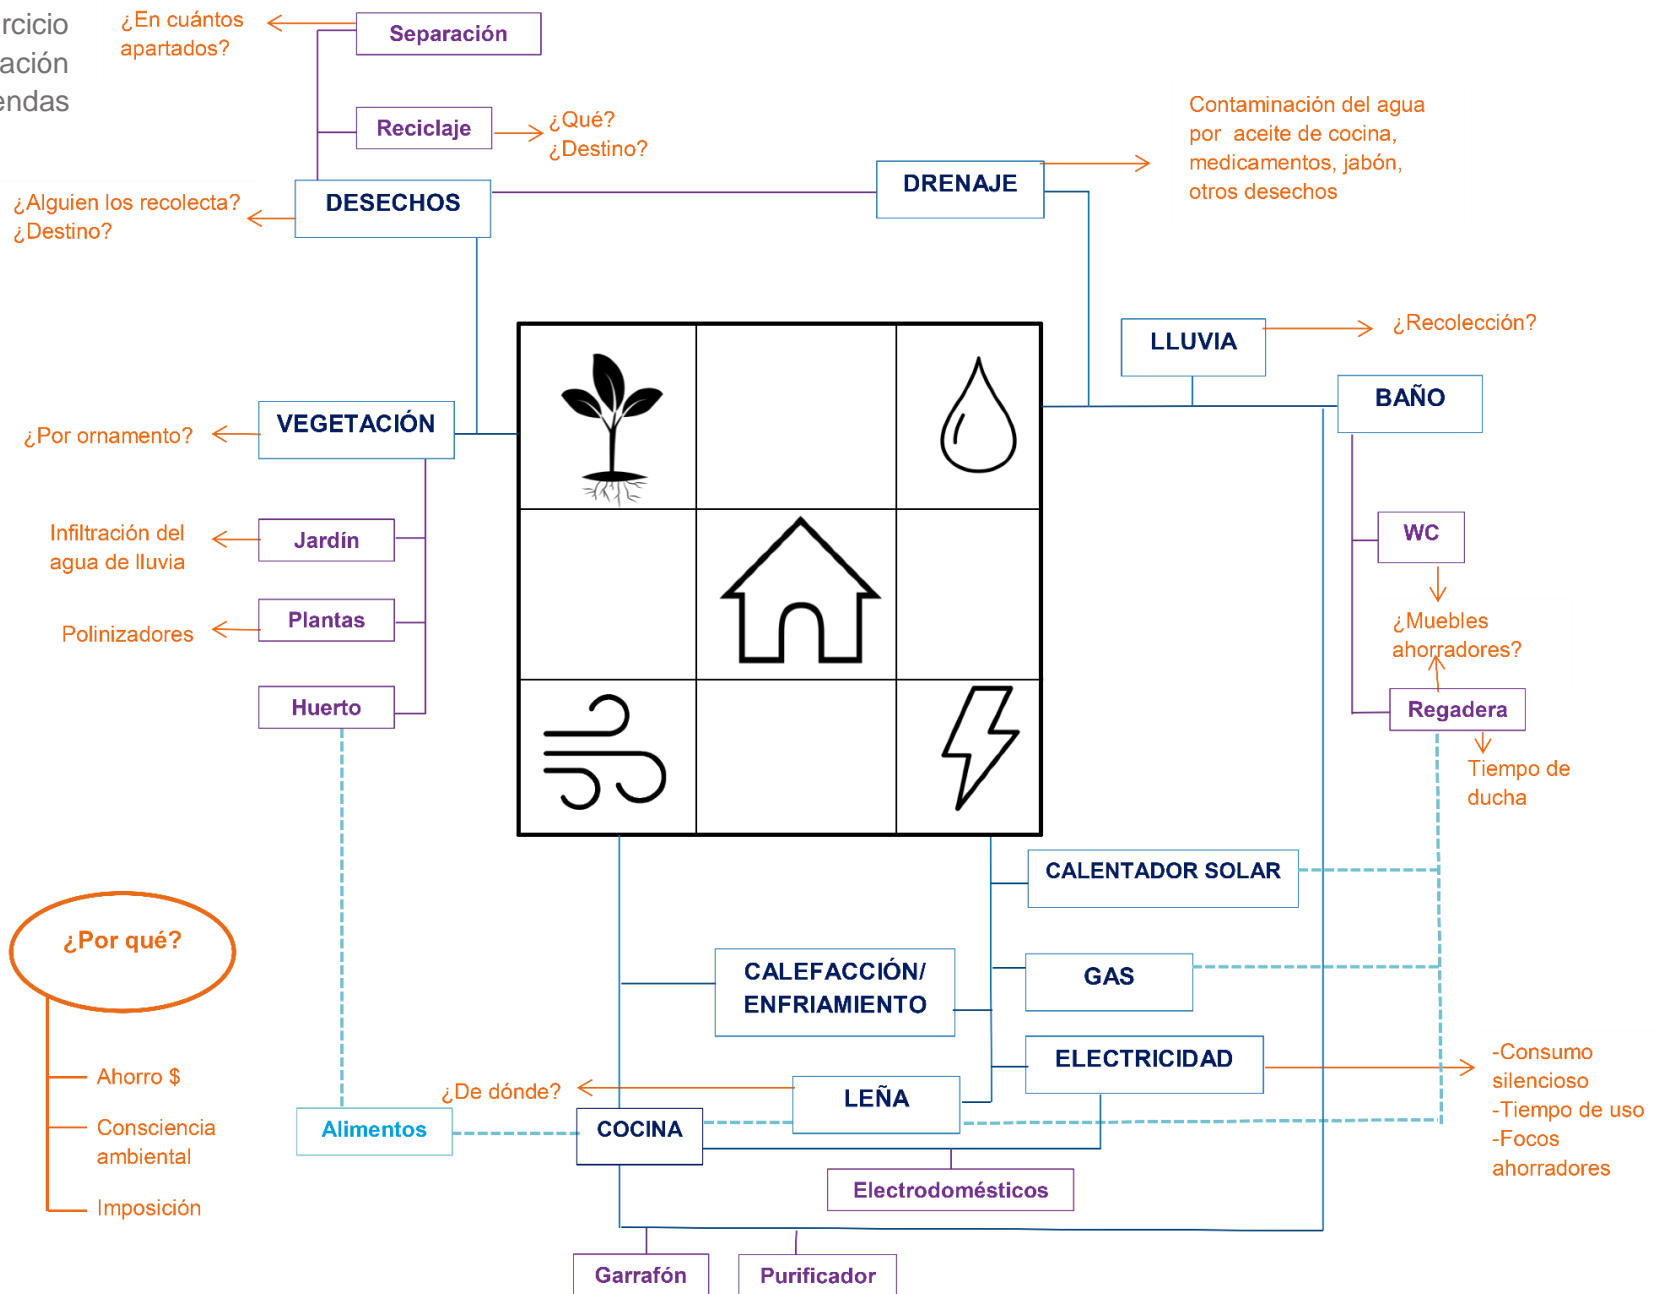 rcicio
ación
endas
¿En cuántos
apartados?
Separación
Reciclaje
¿Qué?
¿Destino?
Contaminación del agua
por aceite de cocina,
medicamentos, jabón,
otros desechos
DRENAJE
DESECHOS
¿Alguien los recolecta?
¿Destino?
LLUVIA
¿Recolección?
BAÑO
VEGETACIÓN
¿Por ornamento?
Infiltración del
agua de lluvia
Jardín
WC
Plantas
Polinizadores
¿Muebles
ahorradores?
Huerto
Regadera
Tiempo de
ducha
CALENTADOR SOLAR
¿Por qué?
CALEFACCIÓN/
ENFRIAMIENTO
GAS
ELECTRICIDAD
-Consumo
silencioso
-Tiempo de uso
-Focos
ahorradores
Ahorro $
Consciencia
ambiental
Imposición
¿De dónde?
LEÑA
Alimentos
COCINA
Electrodomésticos
Garrafón
Purificador